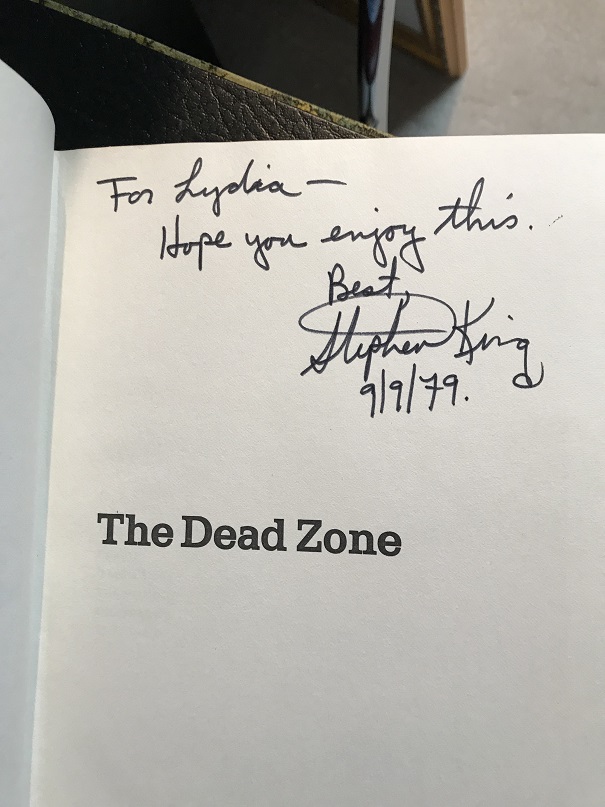 For Lydia —
Hope you enjoy this.
Best,
Stephen King
9/9/79.
The Dead Zone